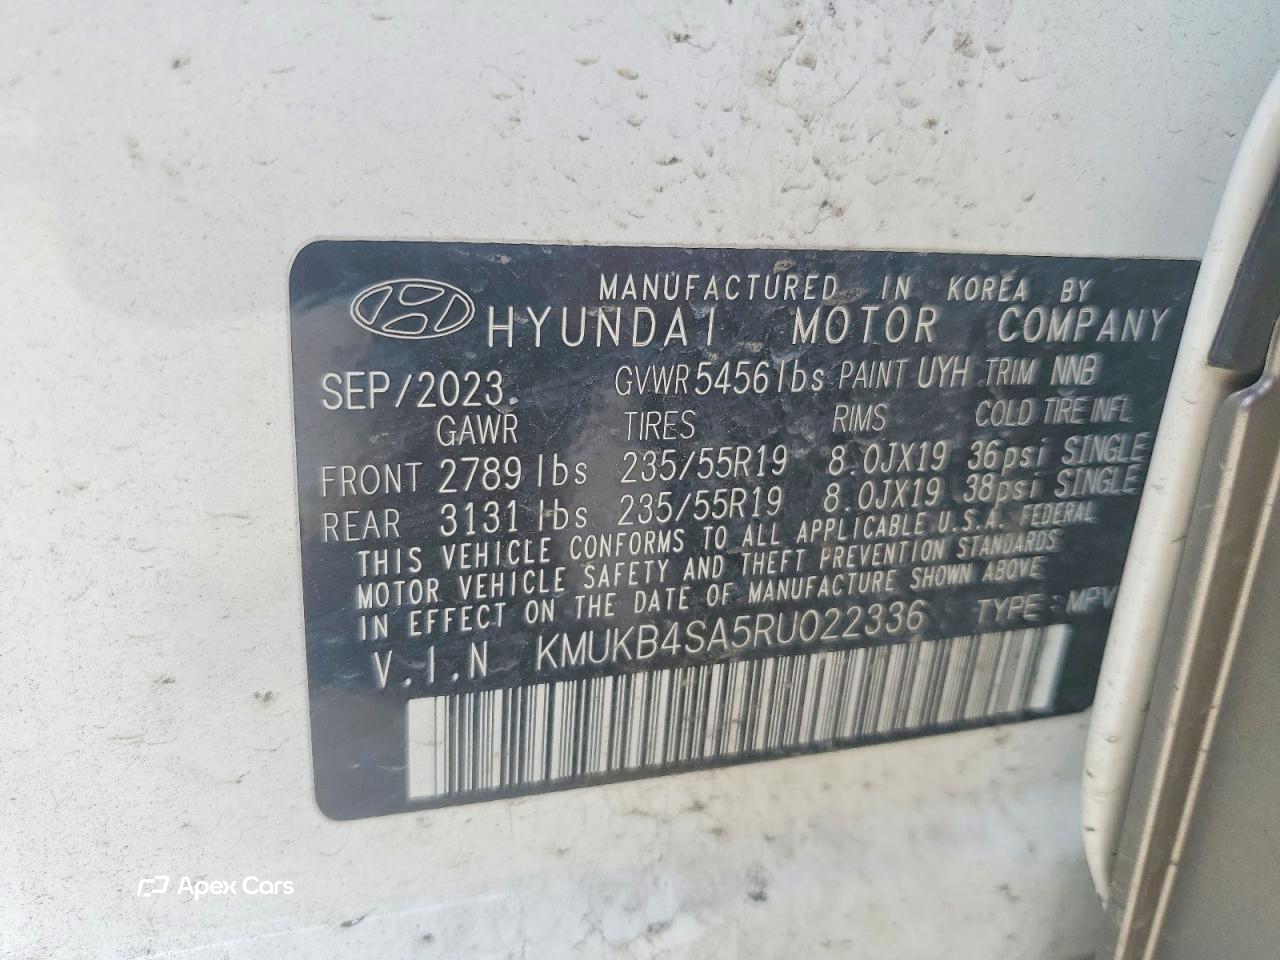 MANUFACTURED IN KOREA BY
HYUNDAI MOTOR COMPANY
SEP/2023. GVWR 5456 lbs PAINT UYH TRIM NNB
GAWR TIRES RIMS COLD TIRE INFL
FRONT 2789 lbs 235/55R19 8.0JX19 36psi SINGLE
REAR 3131 lbs 235/55R19 8.0JX19 38psi SINGLE
THIS VEHICLE CONFORMS TO ALL APPLICABLE U.S.A. FEDERAL
MOTOR VEHICLE SAFETY AND THEFT PREVENTION STANDARDS
IN EFFECT ON THE DATE OF MANUFACTURE SHOWN ABOVE
V.I.N KMUKB4SA5RU022336 TYPE : MPV
Apex Cars